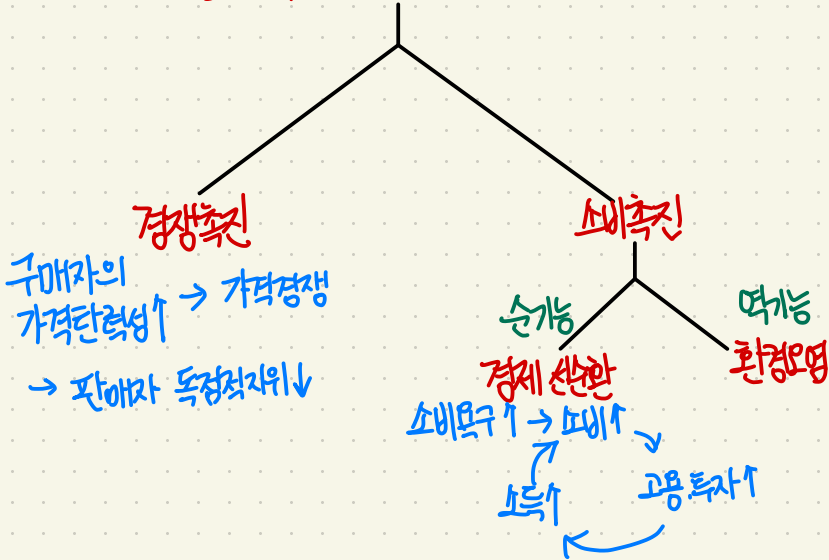 경쟁촉진
구매자의
가격탄력성↑ → 가격경쟁
→ 판매자 독점적지위↓
소비촉진
순기능
경제 선순환
소비욕구↑ → 소비↑
고용.투자↑
소득↑
역기능
환경오염